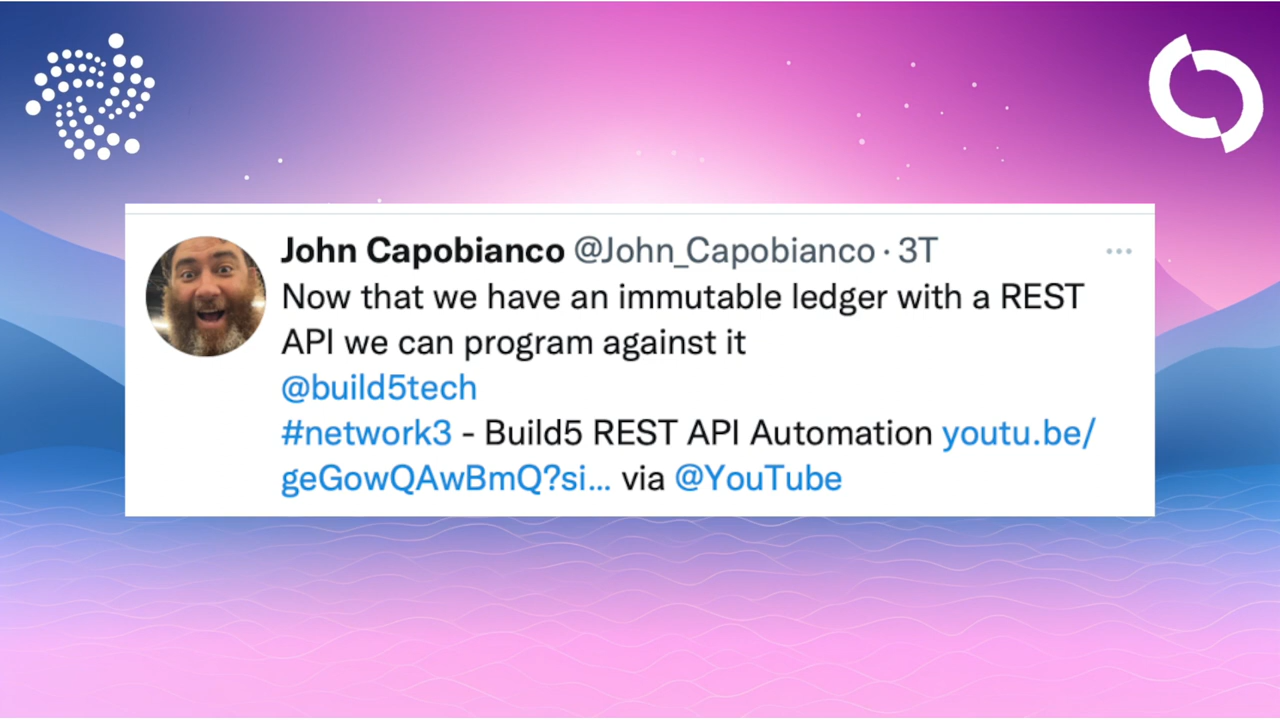 John Capobianco @John_Capobianco · 3T
Now that we have an immutable ledger with a REST
API we can program against it
@build5tech
#network3 - Build5 REST API Automation youtu.be/
geGowQAwBmQ?si... via @YouTube